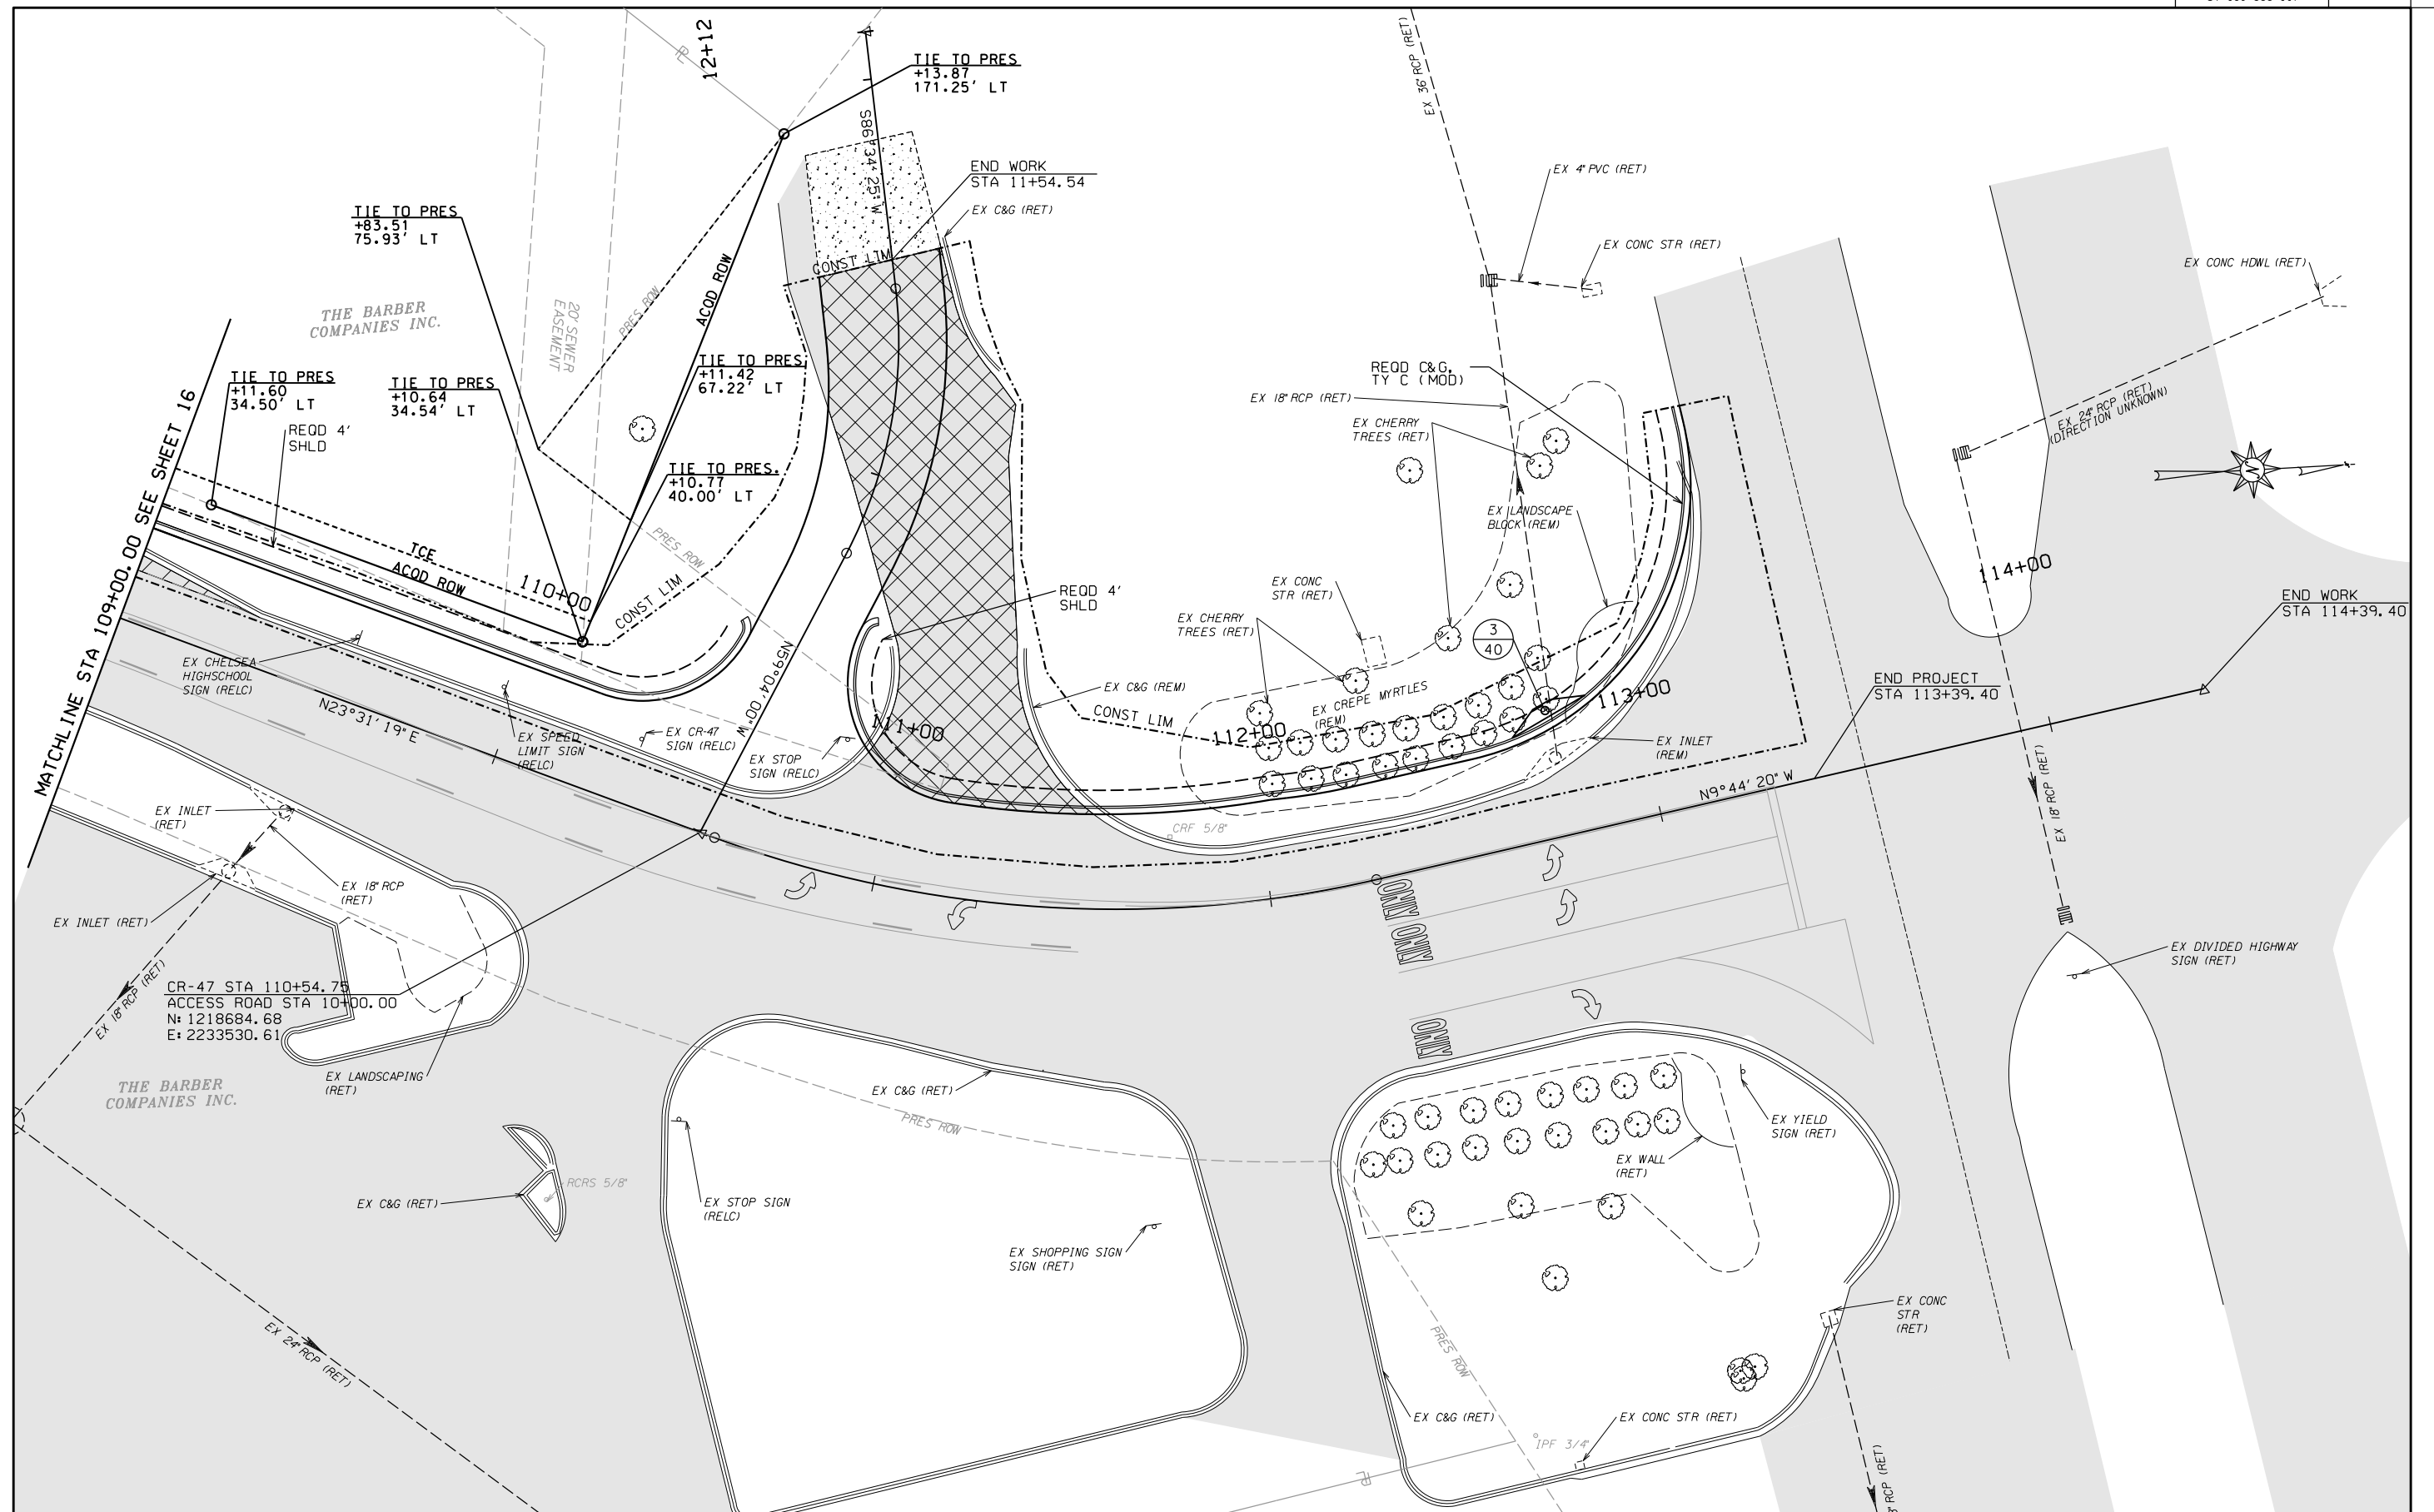 12+12
TIE TO PRES
+13.87
171.25' LT
S86°34'25"W
END WORK
STA 11+54.54
EX C&G (RET)
CONST LIM
EX 36" RCP (RET)
EX 4" PVC (RET)
EX CONC STR (RET)
EX CONC HDWL (RET)
TIE TO PRES
+83.51
75.93' LT
THE BARBER
COMPANIES INC.
20' SEWER
EASEMENT
PRES ROW
ACQD ROW
TIE TO PRES
+11.60
34.50' LT
TIE TO PRES
+10.64
34.54' LT
TIE TO PRES
+11.42
67.22' LT
REQD 4'
SHLD
TIE TO PRES.
+10.77
40.00' LT
REQD C&G,
TY C (MOD)
EX 18" RCP (RET)
EX CHERRY
TREES (RET)
EX 24" RCP (RET)
(DIRECTION UNKNOWN)
N
EX LANDSCAPE
BLOCK (REM)
MATCHLINE STA 109+00.00 SEE SHEET 16
TCE
ACQD ROW
110+00
CONST LIM
PRES ROW
REQD 4'
SHLD
EX CONC
STR (RET)
EX CHERRY
TREES (RET)
3
40
114+00
END WORK
STA 114+39.40
EX CHELSEA
HIGHSCHOOL
SIGN (RELC)
N23°31'19"E
EX SPEED
LIMIT SIGN
(RELC)
EX CR-47
SIGN (RELC)
N59°04'00"W
EX STOP
SIGN (RELC)
111+00
EX C&G (REM)
CONST LIM
EX CREPE MYRTLES
(REM)
112+00
113+00
END PROJECT
STA 113+39.40
EX INLET
(REM)
N9°44'20"W
EX 18" RCP (RET)
EX INLET
(RET)
CRF 5/8"
EX 18" RCP
(RET)
EX INLET (RET)
ONLY
ONLY
ONLY
EX DIVIDED HIGHWAY
SIGN (RET)
EX 18" RCP (RET)
CR-47 STA 110+54.75
ACCESS ROAD STA 10+00.00
N: 1218684.68
E: 2233530.61
THE BARBER
COMPANIES INC.
EX LANDSCAPING
(RET)
EX C&G (RET)
PRES ROW
EX YIELD
SIGN (RET)
EX WALL
(RET)
EX C&G (RET)
RCRS 5/8"
EX STOP SIGN
(RELC)
EX SHOPPING SIGN
SIGN (RET)
EX CONC
STR
(RET)
EX 24" RCP (RET)
PRES ROW
EX C&G (RET)
EX CONC STR (RET)
IPF 3/4"
PL
RCP (RET)